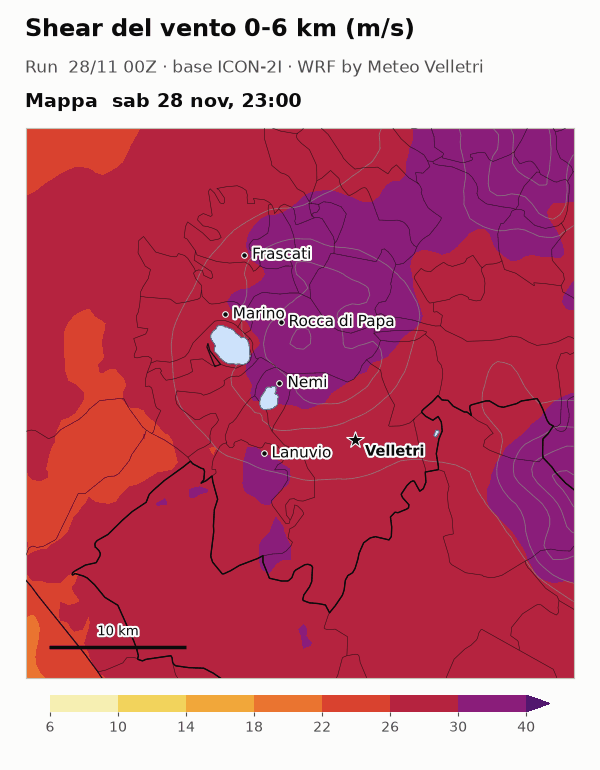 Shear del vento 0-6 km (m/s)
Run  28/11 00Z · base ICON-2I · WRF by Meteo Velletri
Mappa  sab 28 nov, 23:00
Frascati
Marino
Rocca di Papa
Nemi
Velletri
Lanuvio
10 km
6 10 14 18 22 26 30 40